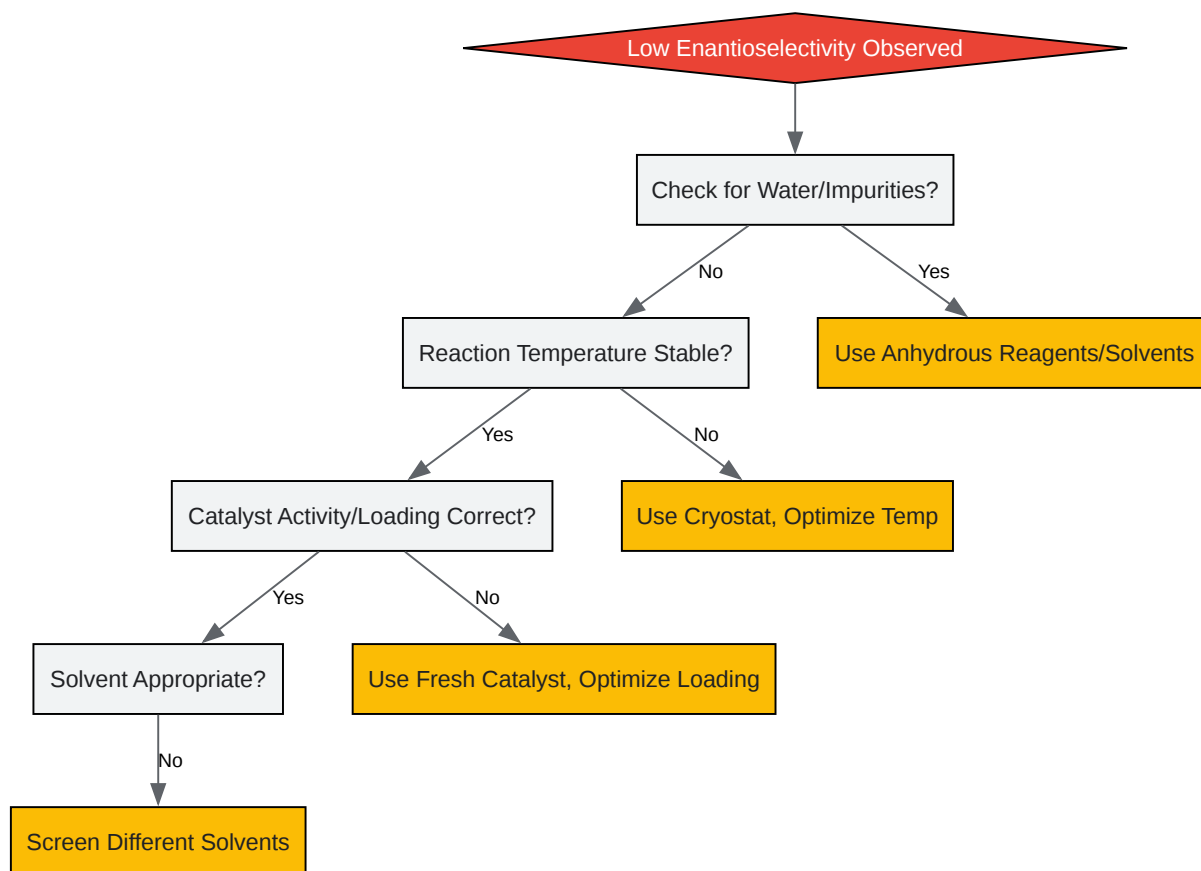 Low Enantioselectivity Observed
Check for Water/Impurities?
No
Yes
Reaction Temperature Stable?
Use Anhydrous Reagents/Solvents
Yes
No
Catalyst Activity/Loading Correct?
Use Cryostat, Optimize Temp
Yes
No
Solvent Appropriate?
Use Fresh Catalyst, Optimize Loading
No
Screen Different Solvents